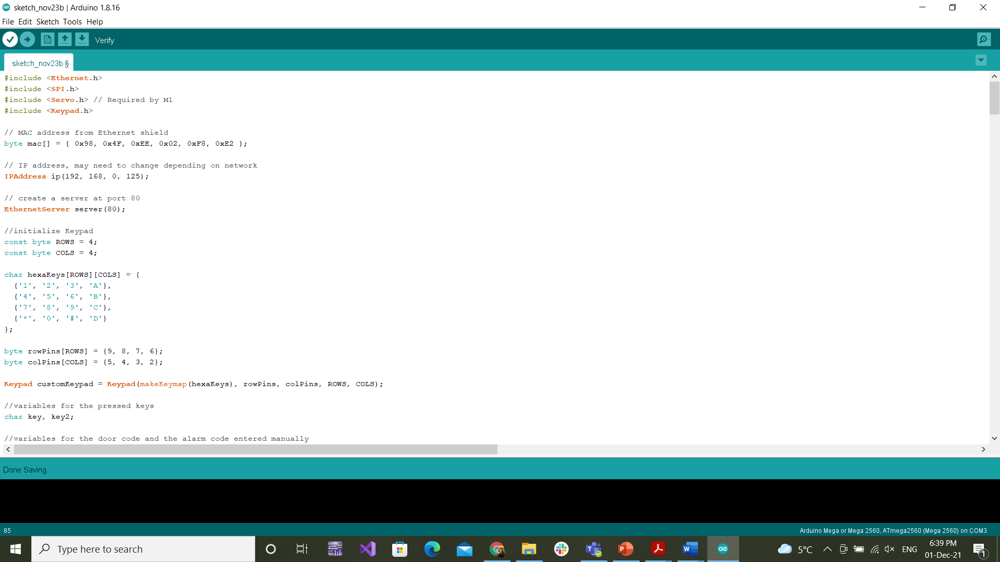 sketch_nov23b | Arduino 1.8.16
File Edit Sketch Tools Help
Verify
sketch_nov23b §
#include <Ethernet.h>
#include <SPI.h>
#include <Servo.h> // Required by M1
#include <Keypad.h>
// MAC address from Ethernet shield
byte mac[] = { 0x98, 0x4F, 0xEE, 0x02, 0xF8, 0xE2 };
// IP address, may need to change depending on network
IPAddress ip(192, 168, 0, 125);
// create a server at port 80
EthernetServer server(80);
//initialize Keypad
const byte ROWS = 4;
const byte COLS = 4;
char hexaKeys[ROWS][COLS] = {
{'1', '2', '3', 'A'},
{'4', '5', '6', 'B'},
{'7', '8', '9', 'C'},
{'*', '0', '#', 'D'}
};
byte rowPins[ROWS] = {9, 8, 7, 6};
byte colPins[COLS] = {5, 4, 3, 2};
Keypad customKeypad = Keypad(makeKeymap(hexaKeys), rowPins, colPins, ROWS, COLS);
//variables for the pressed keys
char key, key2;
//variables for the door code and the alarm code entered manually
Done Saving.
85
Arduino Mega or Mega 2560, ATmega2560 (Mega 2560) on COM3
Type here to search
5°C
ENG
6:39 PM
01-Dec-21
1